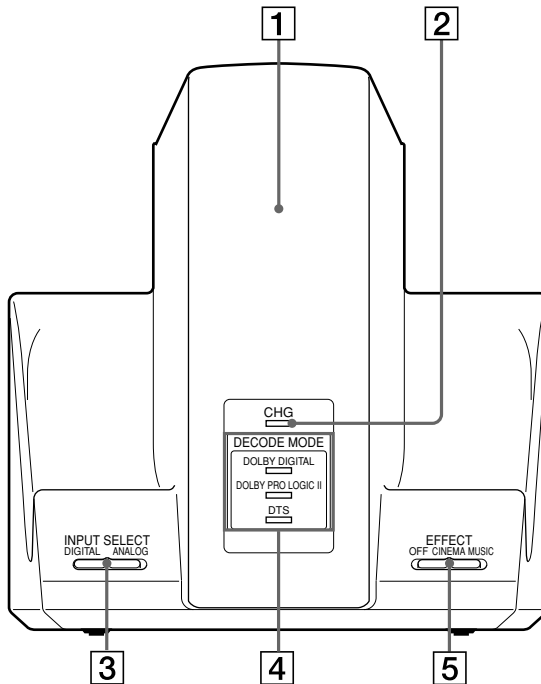 1 2
CHG
DECODE MODE
DOLBY DIGITAL
DOLBY PRO LOGIC II
DTS
INPUT SELECT
DIGITAL ANALOG
EFFECT
OFF CINEMA MUSIC
3 4 5